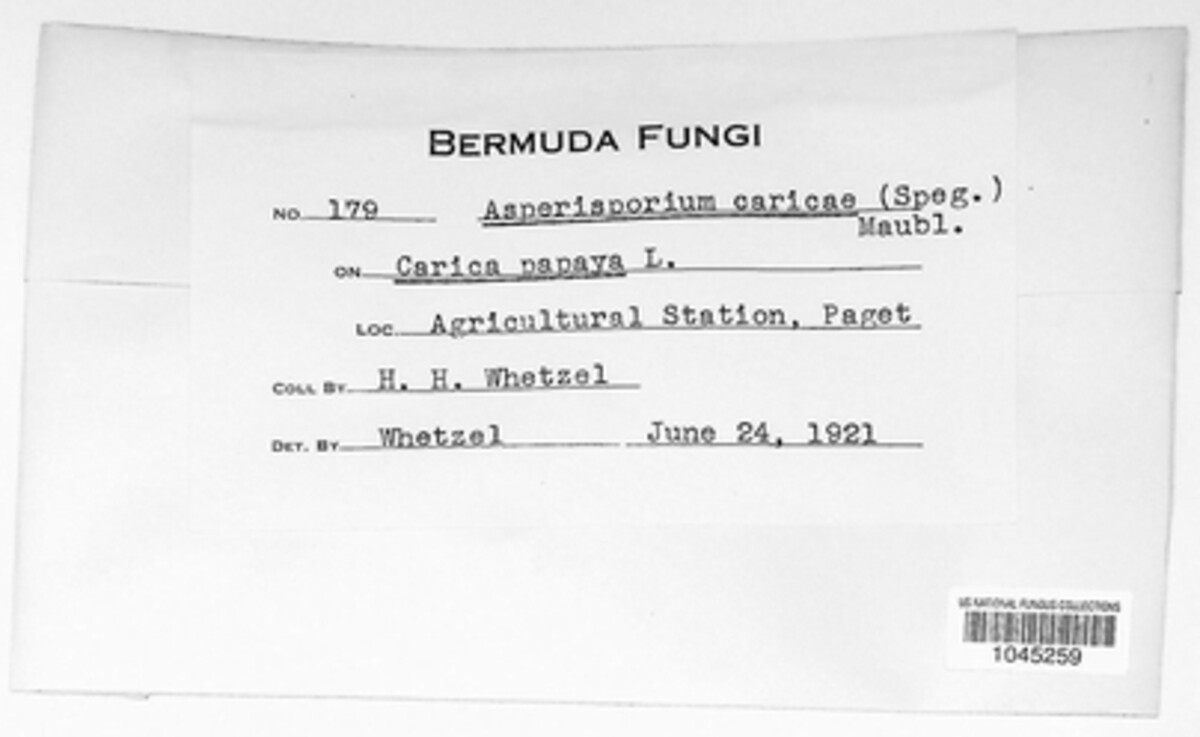 BERMUDA FUNGI
NO. 179 Asperisporium caricae (Speg.)
Maubl.
ON Carica papaya L.
LOC. Agricultural Station, Paget
COLL BY H. H. Whetzel
DET. BY Whetzel June 24, 1921
US NATIONAL FUNGUS COLLECTIONS
1045259